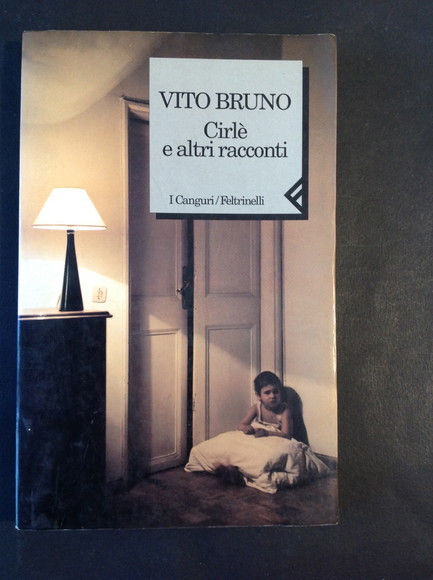 VITO BRUNO
Cirlè
e altri racconti
I Canguri/Feltrinelli